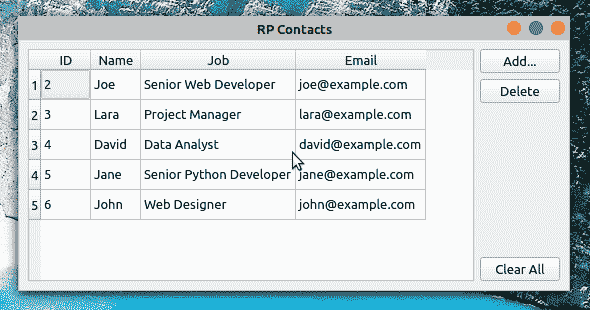 RP Contacts
ID Name Job Email Add...
1 2 Joe Senior Web Developer joe@example.com Delete
2 3 Lara Project Manager lara@example.com
3 4 David Data Analyst david@example.com
4 5 Jane Senior Python Developer jane@example.com
5 6 John Web Designer john@example.com
Clear All